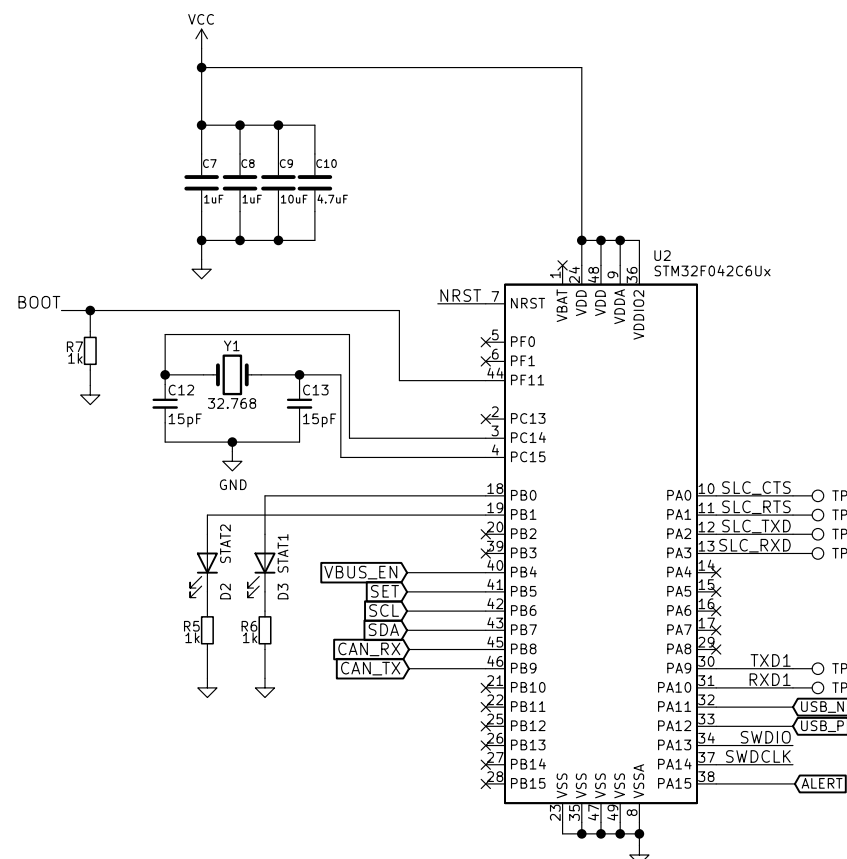 VCC
C7 C8 C9 C10
1uF 1uF 10uF 4.7uF
U2
STM32F042C6Ux
1 24 48 9 36
VBAT VDD VDD VDDA VDDIO2
NRST 7 NRST
BOOT
5 PF0
6 PF1
44 PF11
R7
1k
Y1
C12 C13
32.768
15pF 15pF
GND
2 PC13
3 PC14
4 PC15
18 PB0
19 PB1
20 PB2
39 PB3
VBUS_EN 40 PB4
SET 41 PB5
SCL 42 PB6
SDA 43 PB7
CAN_RX 45 PB8
CAN_TX 46 PB9
21 PB10
22 PB11
25 PB12
26 PB13
27 PB14
28 PB15
STAT2 STAT1
D2 D3
R5 R6
1k 1k
PA0 10 SLC_CTS TP
PA1 11 SLC_RTS TP
PA2 12 SLC_TXD TP
PA3 13 SLC_RXD TP
PA4 14
PA5 15
PA6 16
PA7 17
PA8 29
PA9 30 TXD1 TP
PA10 31 RXD1 TP
PA11 32 USB_N
PA12 33 USB_P
PA13 34 SWDIO
PA14 37 SWDCLK
PA15 38 ALERT
VSS VSS VSS VSS VSSA
23 35 47 49 8